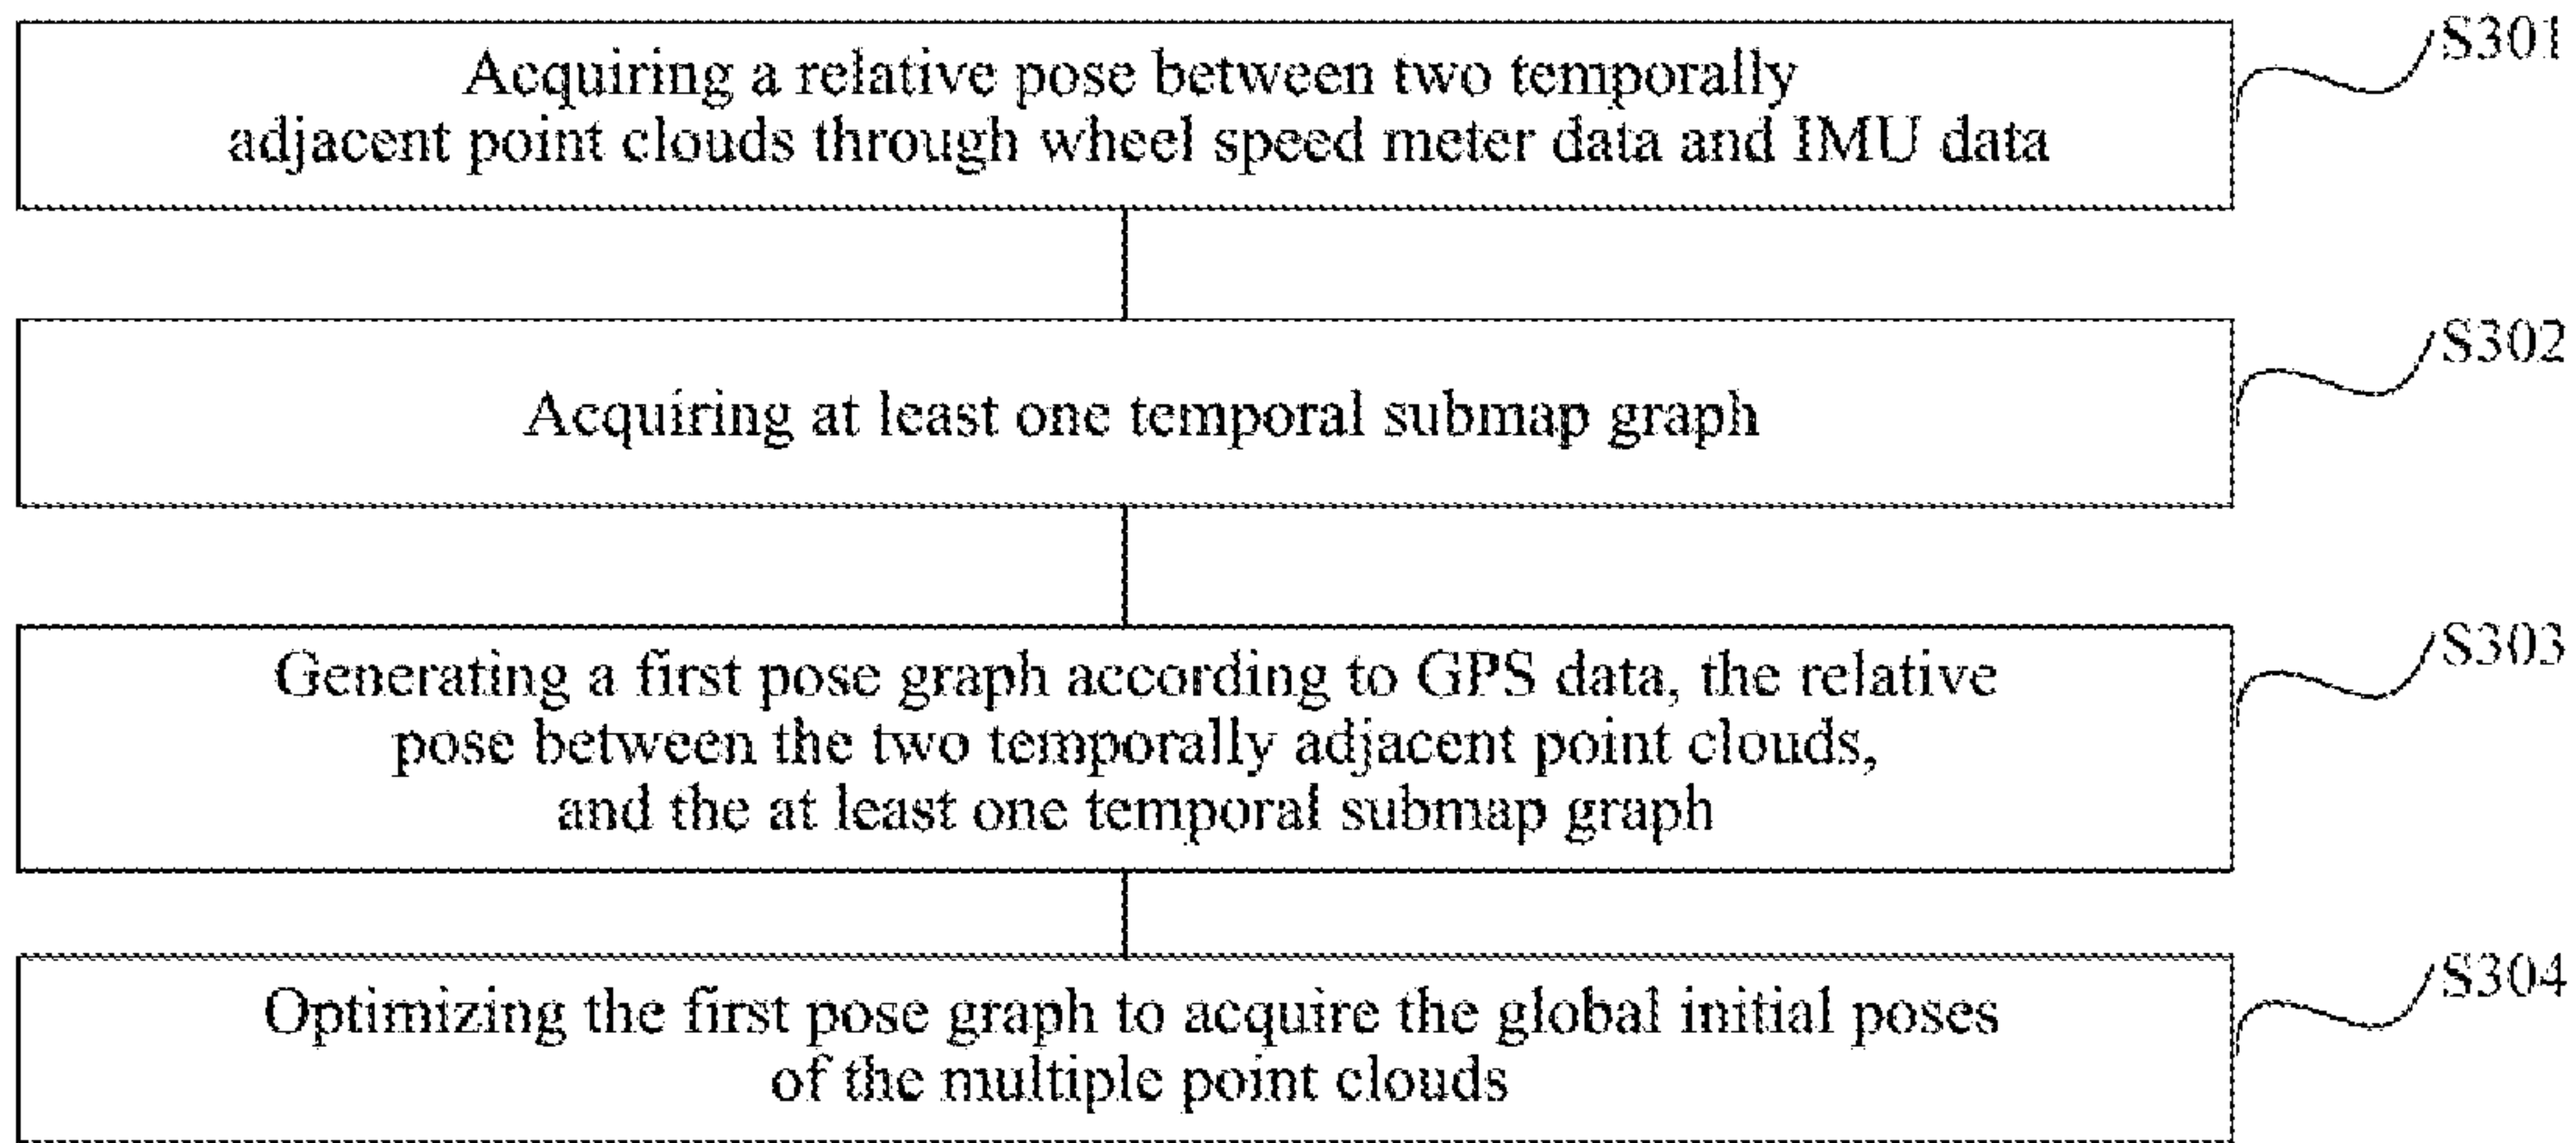 Acquiring a relative pose between two temporally
adjacent point clouds through wheel speed meter data and IMU data
S301
Acquiring at least one temporal submap graph
S302
Generating a first pose graph according to GPS data, the relative
pose between the two temporally adjacent point clouds,
and the at least one temporal submap graph
S303
Optimizing the first pose graph to acquire the global initial poses
of the multiple point clouds
S304